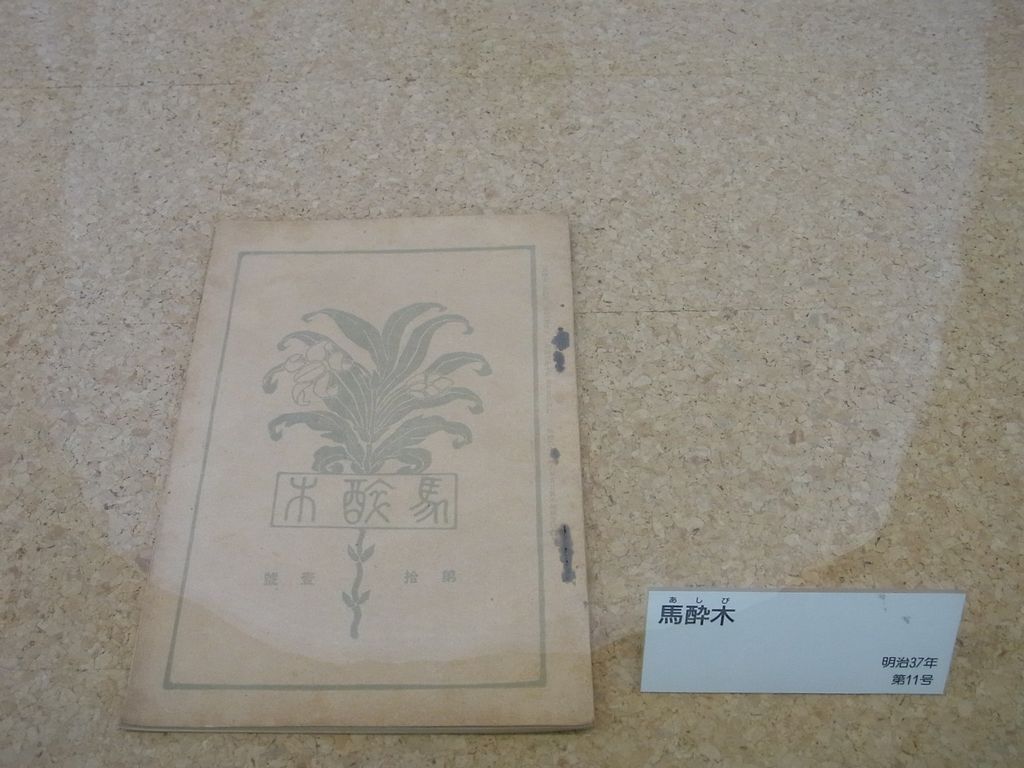 馬酔木
第拾壹號
あしび
馬酔木
明治37年
第11号